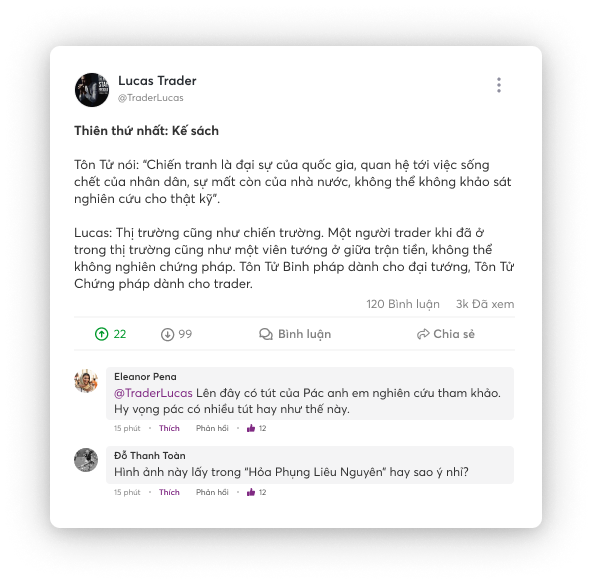 Lucas Trader
@TraderLucas
Thiên thứ nhất: Kế sách
Tôn Tử nói: “Chiến tranh là đại sự của quốc gia, quan hệ tới việc sống
chết của nhân dân, sự mất còn của nhà nước, không thể không khảo sát
nghiên cứu cho thật kỹ”.
Lucas: Thị trường cũng như chiến trường. Một người trader khi đã ở
trong thị trường cũng như một viên tướng ở giữa trận tiền, không thể
không nghiên chứng pháp. Tôn Tử Binh pháp dành cho đại tướng, Tôn Tử
Chứng pháp dành cho trader.
120 Bình luận 3k Đã xem
22 99 Bình luận Chia sẻ
Eleanor Pena
@TraderLucas Lên đây có tút của Pác anh em nghiên cứu tham khảo.
Hy vọng pác có nhiều tút hay như thế này.
15 phút • Thích Phản hồi • 12
Đỗ Thanh Toàn
Hình ảnh này lấy trong “Hỏa Phụng Liêu Nguyên” hay sao ý nhỉ?
15 phút • Thích Phản hồi • 12